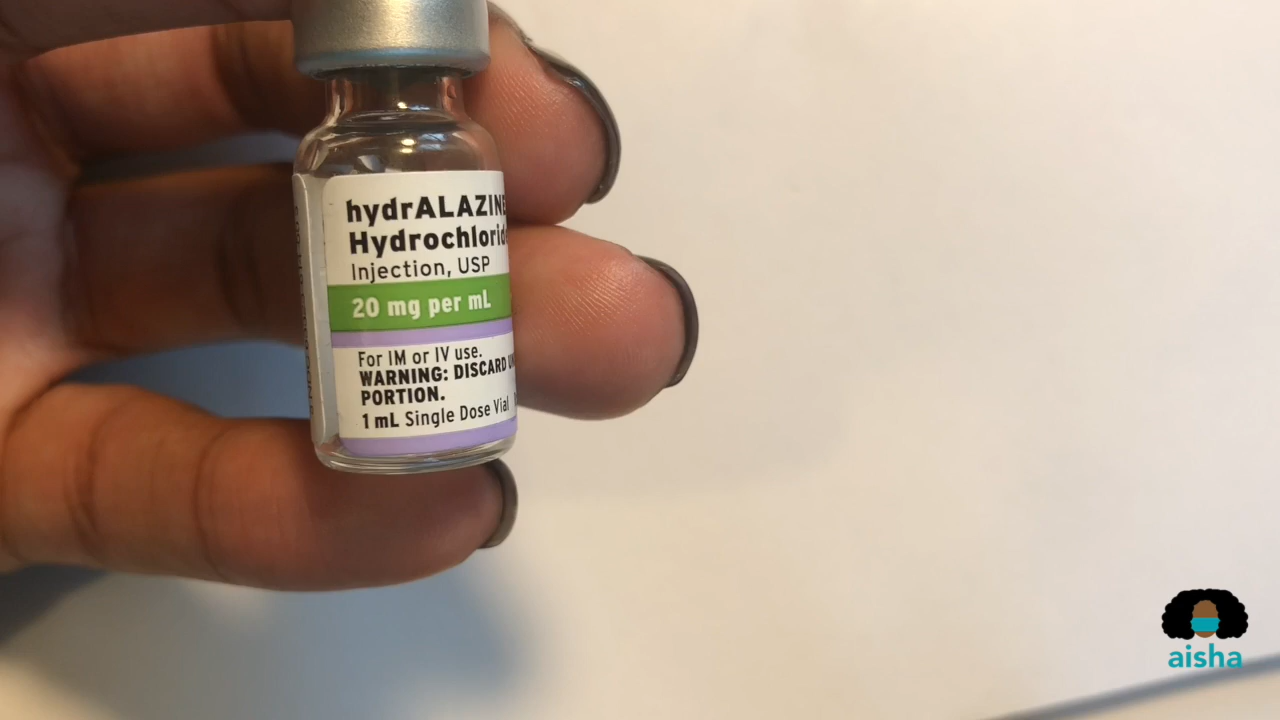 hydrALAZINE
Hydrochloride
Injection, USP
20 mg per mL
For IM or IV use.
WARNING: DISCARD
PORTION.
1 mL Single Dose Vial
aisha